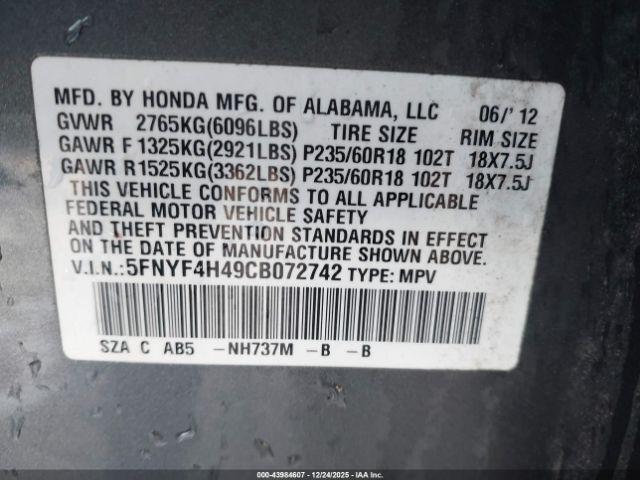 MFD. BY HONDA MFG. OF ALABAMA, LLC 06/'12
GVWR 2765KG(6096LBS) TIRE SIZE RIM SIZE
GAWR F 1325KG(2921LBS) P235/60R18 102T 18X7.5J
GAWR R 1525KG(3362LBS) P235/60R18 102T 18X7.5J
THIS VEHICLE CONFORMS TO ALL APPLICABLE
FEDERAL MOTOR VEHICLE SAFETY
AND THEFT PREVENTION STANDARDS IN EFFECT
ON THE DATE OF MANUFACTURE SHOWN ABOVE.
V.I.N.:5FNYF4H49CB072742 TYPE: MPV
SZA C AB5 -NH737M -B -B
000-43984607 - 12/24/2025 - IAAI.COM